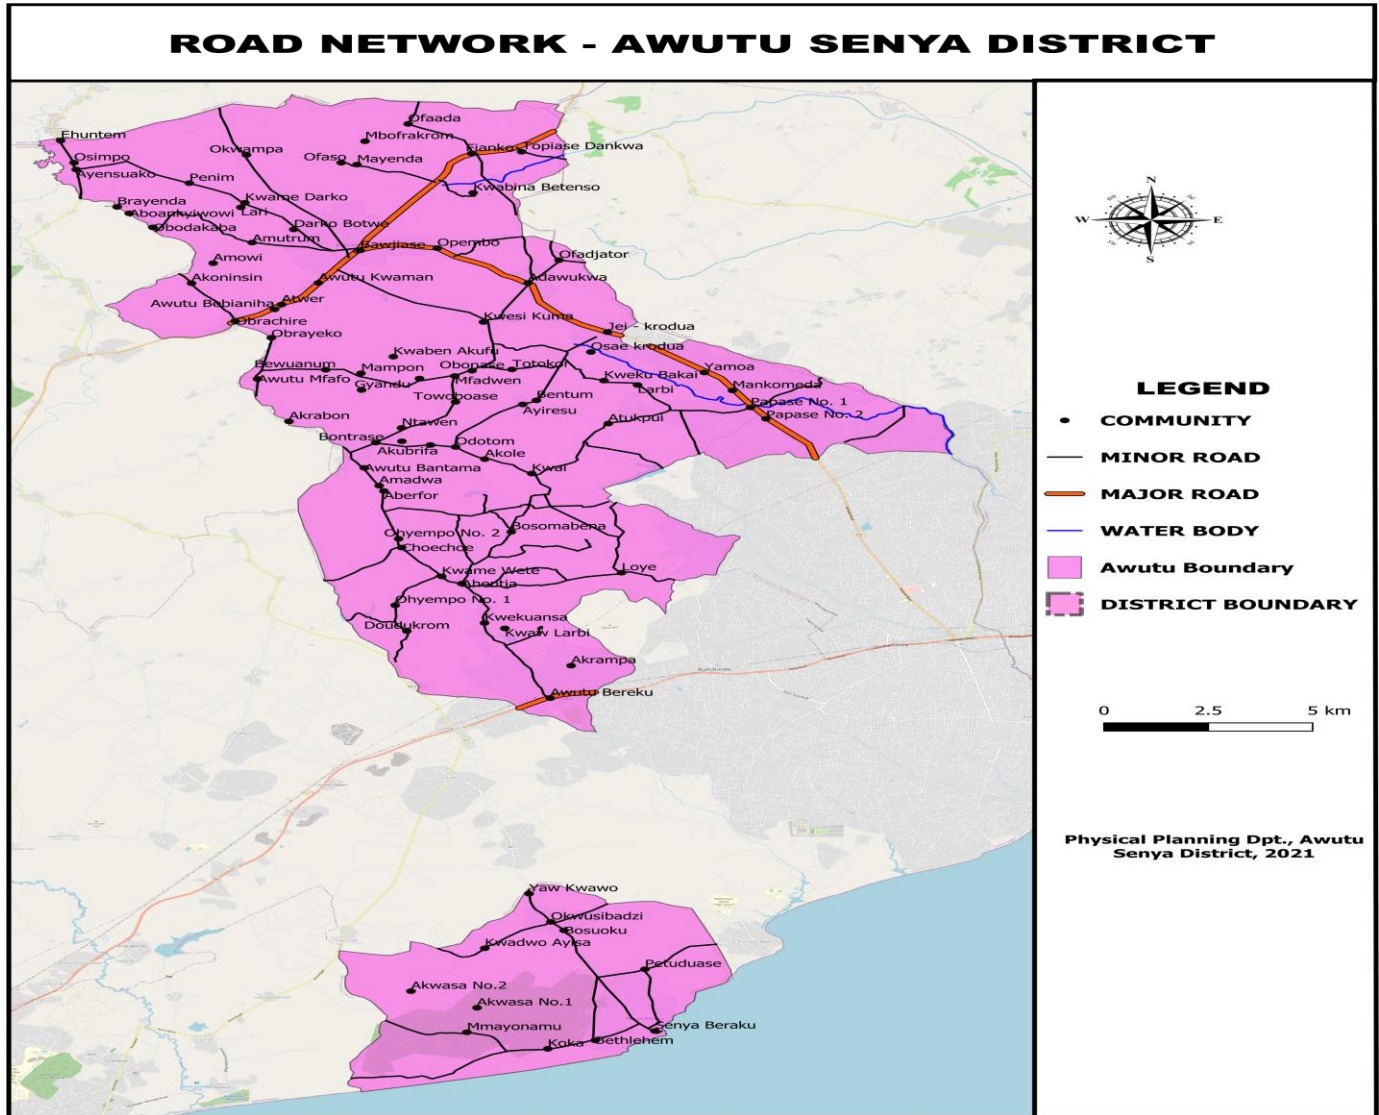 ROAD NETWORK - AWUTU SENYA DISTRICT
Ehuntem
Osimpo
Ayensuako
Penim
Okwampa
Ofaada
Mbofrakrom
Ofaso
Mayenda
Fianko
Topiase Dankwa
Kwabina Betenso
Brayenda
Aboankyiwowi
Obodakaba
Kwame Darko
Lari
Darko Botwe
Amutrum
Bawjiase
Opembo
Ofadjator
Amowi
Akoninsin
Awutu Kwaman
Adawukwa
Awutu Bebianiha
Atwer
Obrachire
Obrayeko
Kwesi Kuma
Jei - krodua
Osae krodua
Kwaben Akufu
Bewuanum
Mampon
Obonase
Totokor
Kweku Bakai
Yamoa
Awutu Mfafo
Gyandu
Mfadwen
Larbi
Mankomeda
Towoboase
Bentum
Ayiresu
Papase No. 1
Papase No. 2
Akrabon
Ntawen
Atukpui
Bontrase
Akubrifa
Odotom
Akole
Awutu Bantama
Kwai
Amadwa
Aberfor
Ohyempo No. 2
Bosomabena
Choechoe
Kwame Wete
Loye
Ahontia
Ohyempo No. 1
Kwekuansa
Doudukrom
Kwaw Larbi
Akrampa
Awutu Bereku
Yaw Kwawo
Okwusibadzi
Bosuoku
Kwadwo Ayisa
Petuduase
Akwasa No.2
Akwasa No.1
Mmayonamu
Senya Beraku
Bethlehem
Koka
N
W
E
S
LEGEND
COMMUNITY
MINOR ROAD
MAJOR ROAD
WATER BODY
Awutu Boundary
DISTRICT BOUNDARY
0 2.5 5 km
Physical Planning Dpt., Awutu
Senya District, 2021